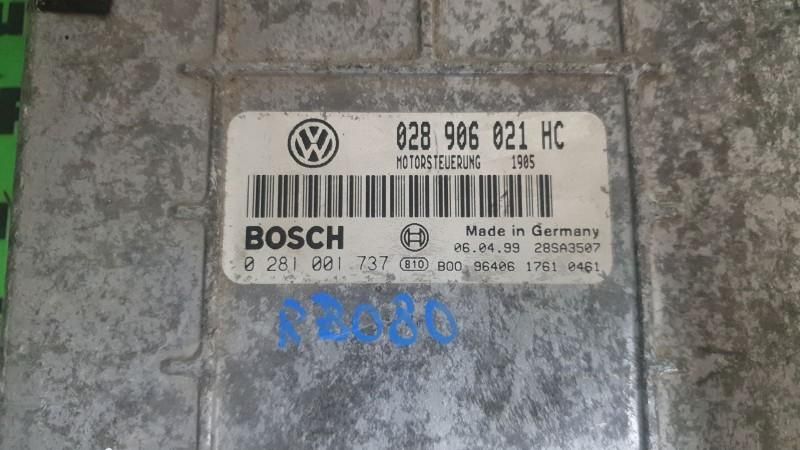 028 906 021 HC
MOTORSTEUERUNG 1905
BOSCH
Made in Germany
06.04.99 28SA3507
0 281 001 737 810 B00 96406 1761 0461
RB080